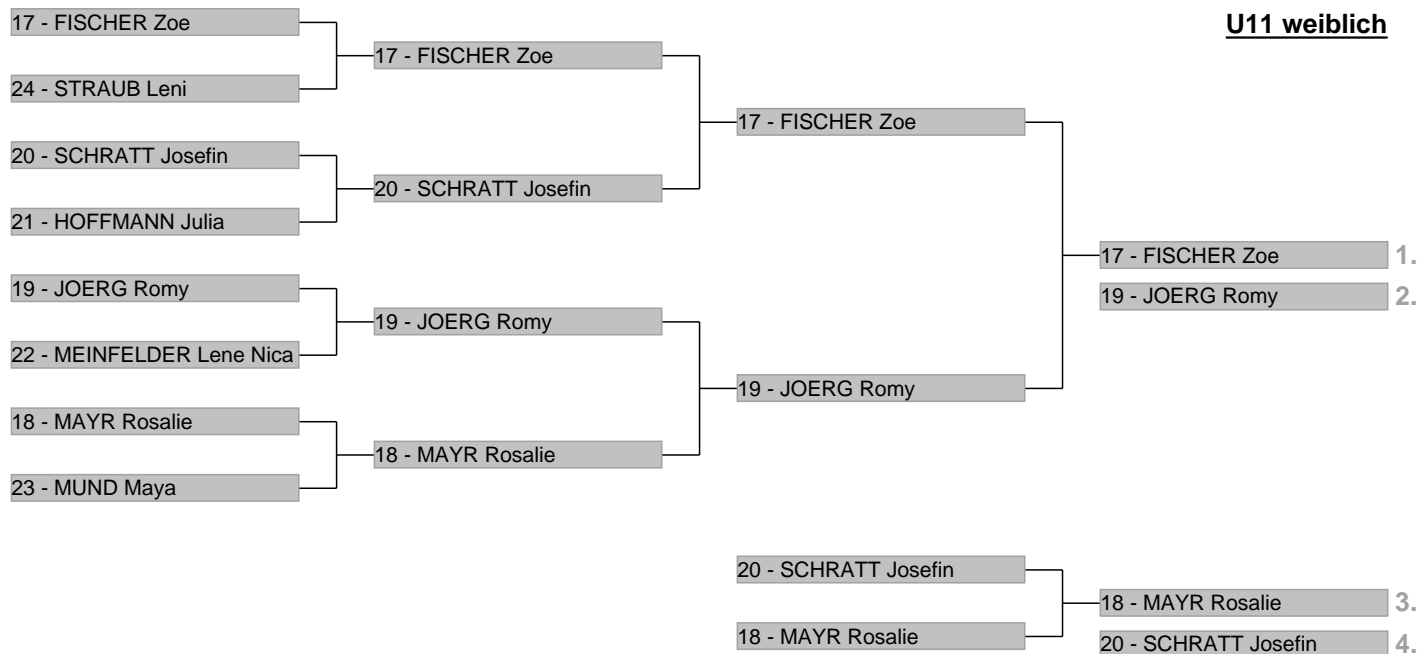 U11 weiblich
17 - FISCHER Zoe
24 - STRAUB Leni
20 - SCHRATT Josefin
21 - HOFFMANN Julia
19 - JOERG Romy
22 - MEINFELDER Lene Nica
18 - MAYR Rosalie
23 - MUND Maya
17 - FISCHER Zoe
20 - SCHRATT Josefin
19 - JOERG Romy
18 - MAYR Rosalie
17 - FISCHER Zoe
19 - JOERG Romy
17 - FISCHER Zoe 1.
19 - JOERG Romy 2.
20 - SCHRATT Josefin
18 - MAYR Rosalie
18 - MAYR Rosalie 3.
20 - SCHRATT Josefin 4.